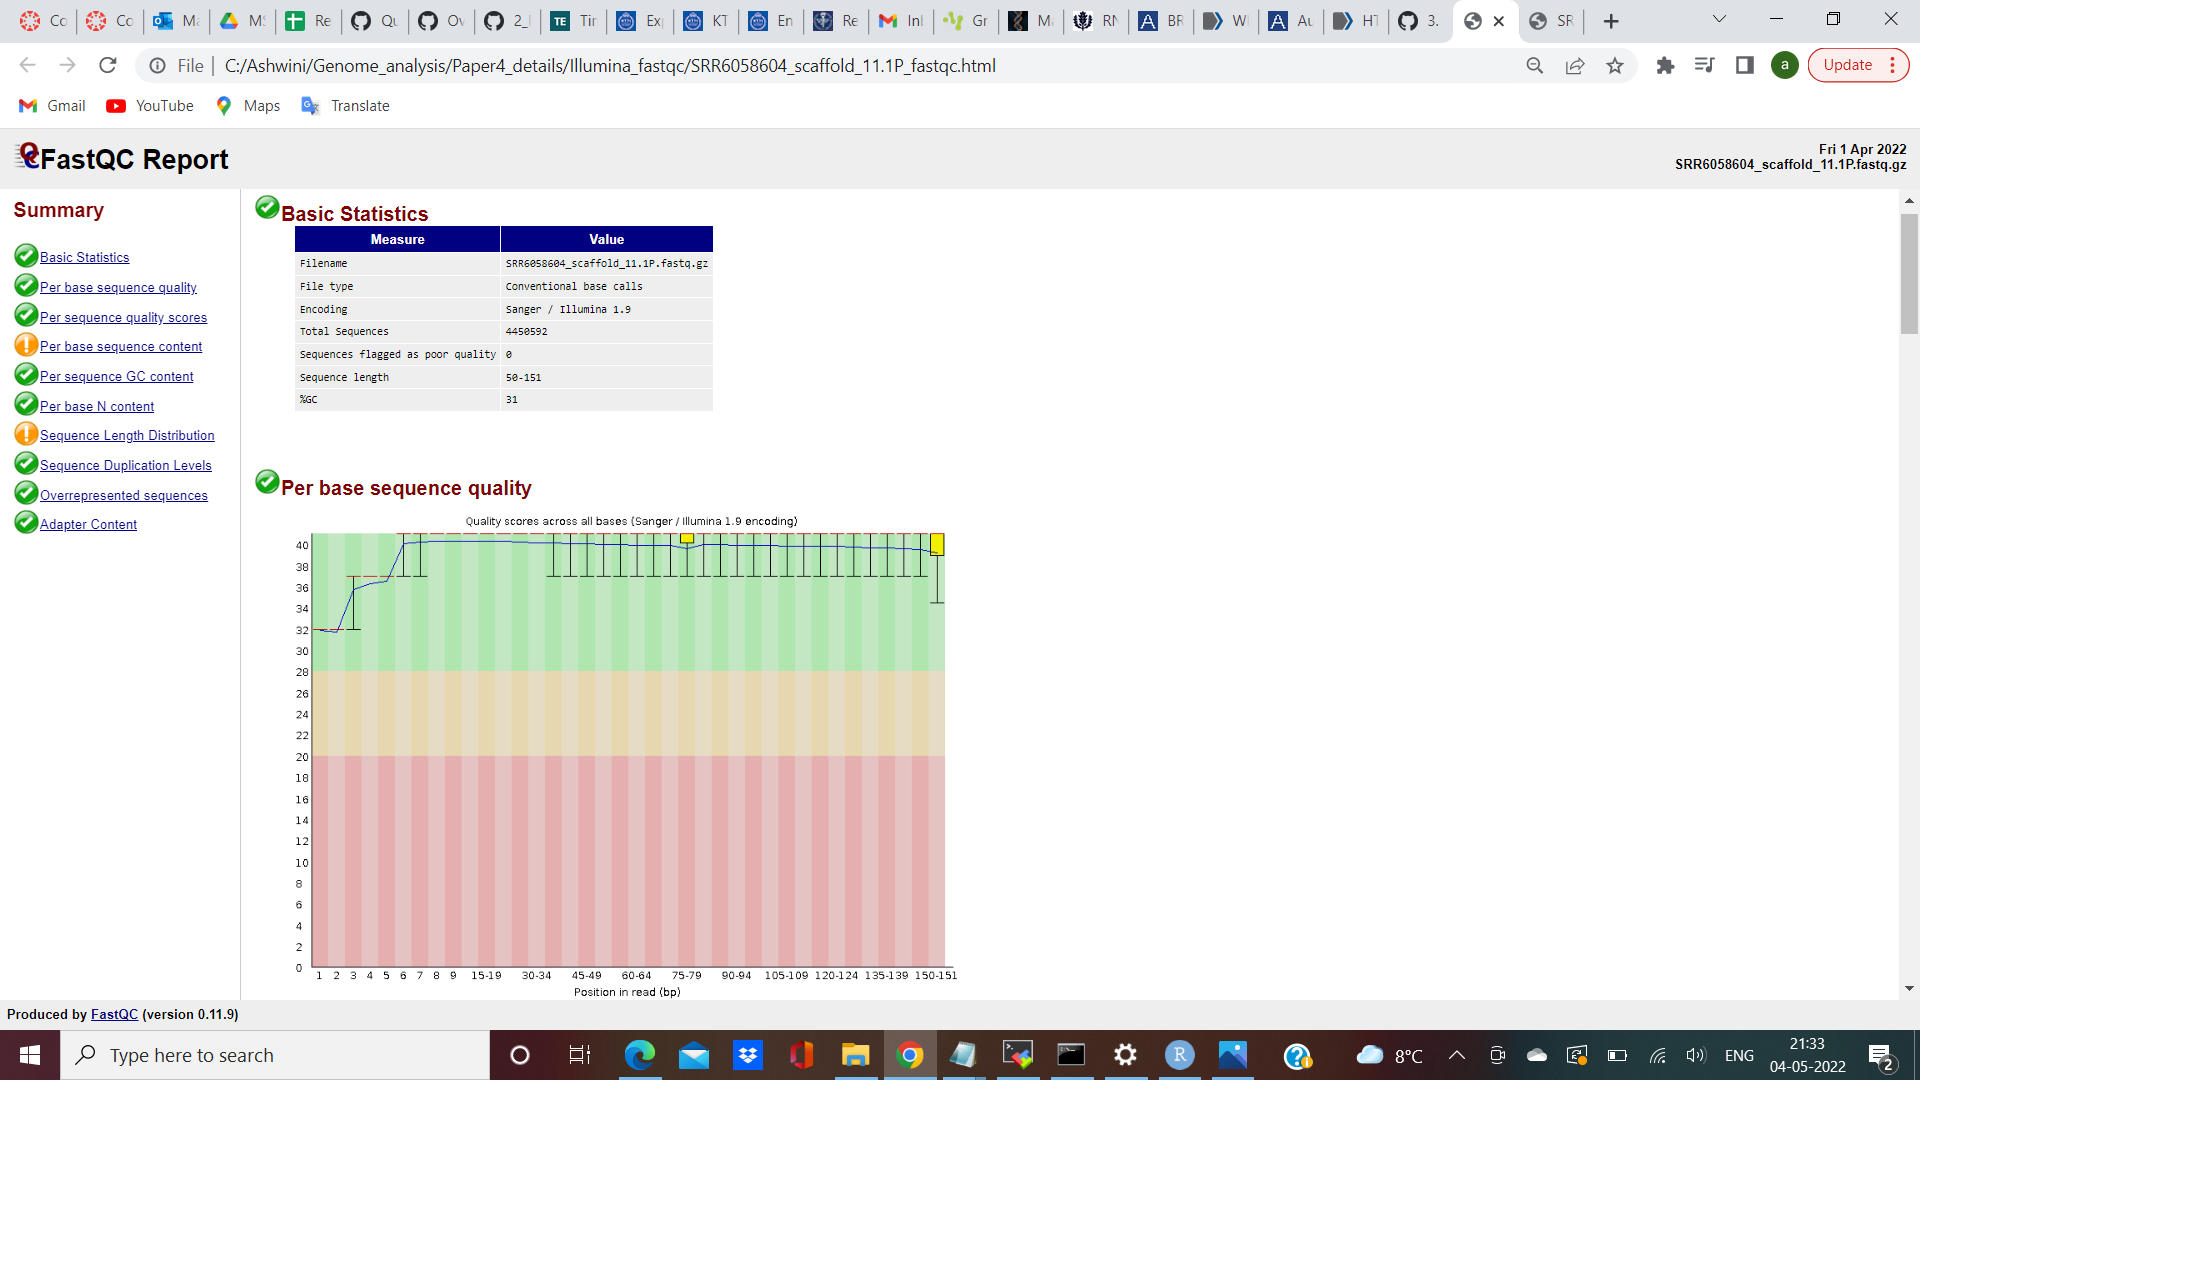 Co Co Ma MS Re Qu Ov 2_ TE Tir Ex KT En Re M Inl Gr M RN A BR W A Au HT 3. SR
File C:/Ashwini/Genome_analysis/Paper4_details/Illumina_fastqc/SRR6058604_scaffold_11.1P_fastqc.html a Update
Gmail YouTube Maps Translate
FastQC Report
Fri 1 Apr 2022
SRR6058604_scaffold_11.1P.fastq.gz
Summary
Basic Statistics
Per base sequence quality
Per sequence quality scores
Per base sequence content
Per sequence GC content
Per base N content
Sequence Length Distribution
Sequence Duplication Levels
Overrepresented sequences
Adapter Content
Basic Statistics
Measure Value
Filename SRR6058604_scaffold_11.1P.fastq.gz
File type Conventional base calls
Encoding Sanger / Illumina 1.9
Total Sequences 4450592
Sequences flagged as poor quality 0
Sequence length 50-151
%GC 31
Per base sequence quality
Quality scores across all bases (Sanger / Illumina 1.9 encoding)
40
38
36
34
32
30
28
26
24
22
20
18
16
14
12
10
8
6
4
2
0
1 2 3 4 5 6 7 8 9 15-19 30-34 45-49 60-64 75-79 90-94 105-109 120-124 135-139 150-151
Position in read (bp)
Produced by FastQC (version 0.11.9)
Type here to search
R
8°C
ENG
21:33
04-05-2022
2